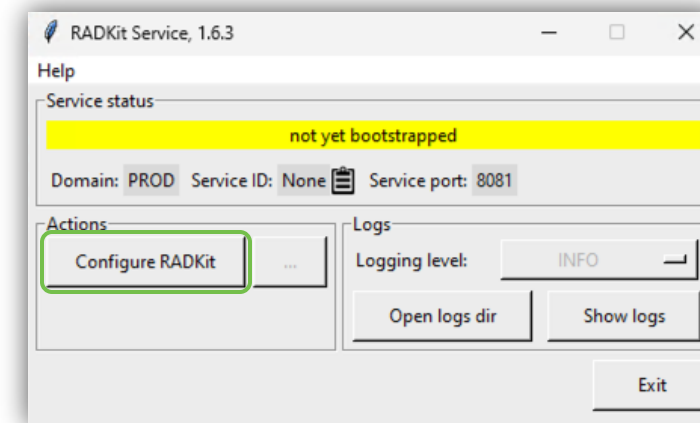 RADKit Service, 1.6.3
Help
Service status
not yet bootstrapped
Domain: PROD Service ID: None Service port: 8081
Actions
Configure RADKit ...
Logs
Logging level: INFO
Open logs dir Show logs
Exit